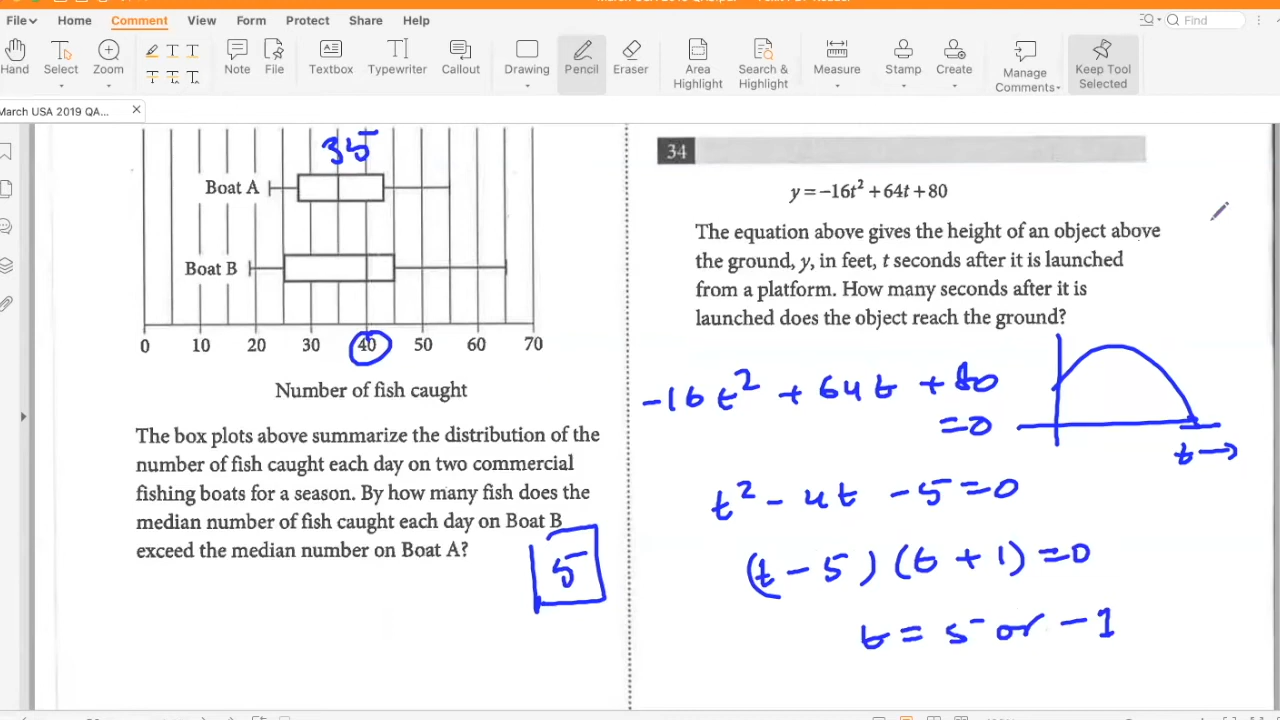 File
Home
Comment
View
Form
Protect
Share
Help
Find
Hand
Select
Zoom
Note
File
Textbox
Typewriter
Callout
Drawing
Pencil
Eraser
Area Highlight
Search & Highlight
Measure
Stamp
Create
Manage Comments
Keep Tool Selected
March USA 2019 QA...
35
Boat A
Boat B
0 10 20 30 40 50 60 70
Number of fish caught
The box plots above summarize the distribution of the
number of fish caught each day on two commercial
fishing boats for a season. By how many fish does the
median number of fish caught each day on Boat B
exceed the median number on Boat A?
5
34
y = −16t² + 64t + 80
The equation above gives the height of an object above
the ground, y, in feet, t seconds after it is launched
from a platform. How many seconds after it is
launched does the object reach the ground?
-16t² + 64t + 80
=0
t →
t² - 4t - 5 = 0
(t - 5) (t + 1) = 0
t = 5 or -1